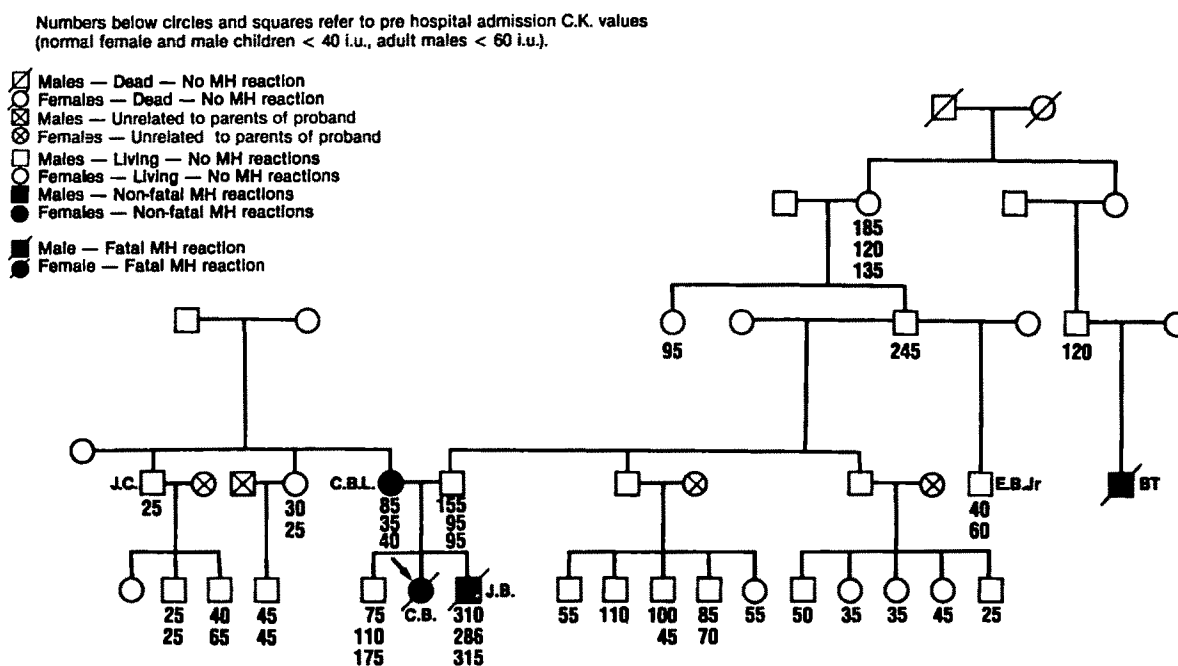 Numbers below circles and squares refer to pre hospital admission C.K. values
(normal female and male children < 40 i.u., adult males < 60 i.u.).
Males — Dead — No MH reaction
Females — Dead — No MH reaction
Males — Unrelated to parents of proband
Females — Unrelated to parents of proband
Males — Living — No MH reactions
Females — Living — No MH reactions
Males — Non-fatal MH reactions
Females — Non-fatal MH reactions
Male — Fatal MH reaction
Female — Fatal MH reaction
185
120
135
95
245
120
J.C.
25
30
25
C.B.L.
85
35
40
155
95
95
E.B.Jr
40
60
BT
25
25
40
65
45
45
75
110
175
C.B.
J.B.
310
286
315
55
110
100
45
85
70
55
50
35
35
45
25